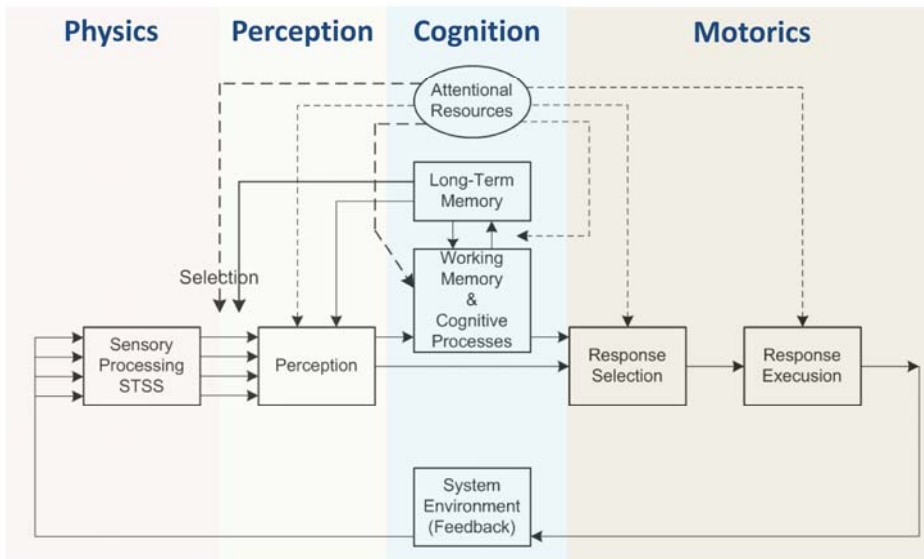 Physics
Perception
Cognition
Motorics
Attentional
Resources
Long-Term
Memory
Selection
Working
Memory
&
Cognitive
Processes
Sensory
Processing
STSS
Perception
Response
Selection
Response
Execusion
System
Environment
(Feedback)